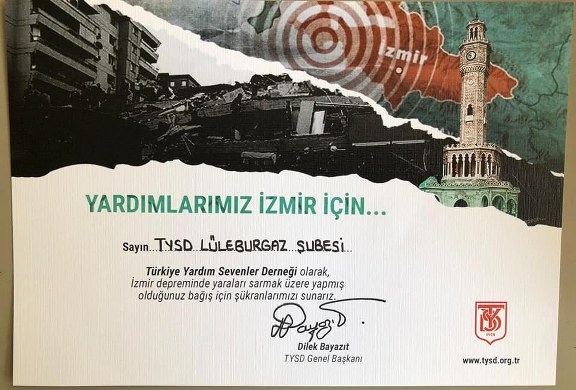 İzmir
YARDIMLARIMIZ İZMİR İÇİN...
Sayın...TYSD LÜLEBURGAZ ŞUBESİ...
Türkiye Yardım Sevenler Derneği olarak,
İzmir depreminde yaraları sarmak üzere yapmış
olduğunuz bağış için şükranlarımızı sunarız.
Dilek Bayazıt
TYSD Genel Başkanı
1928
www.tysd.org.tr